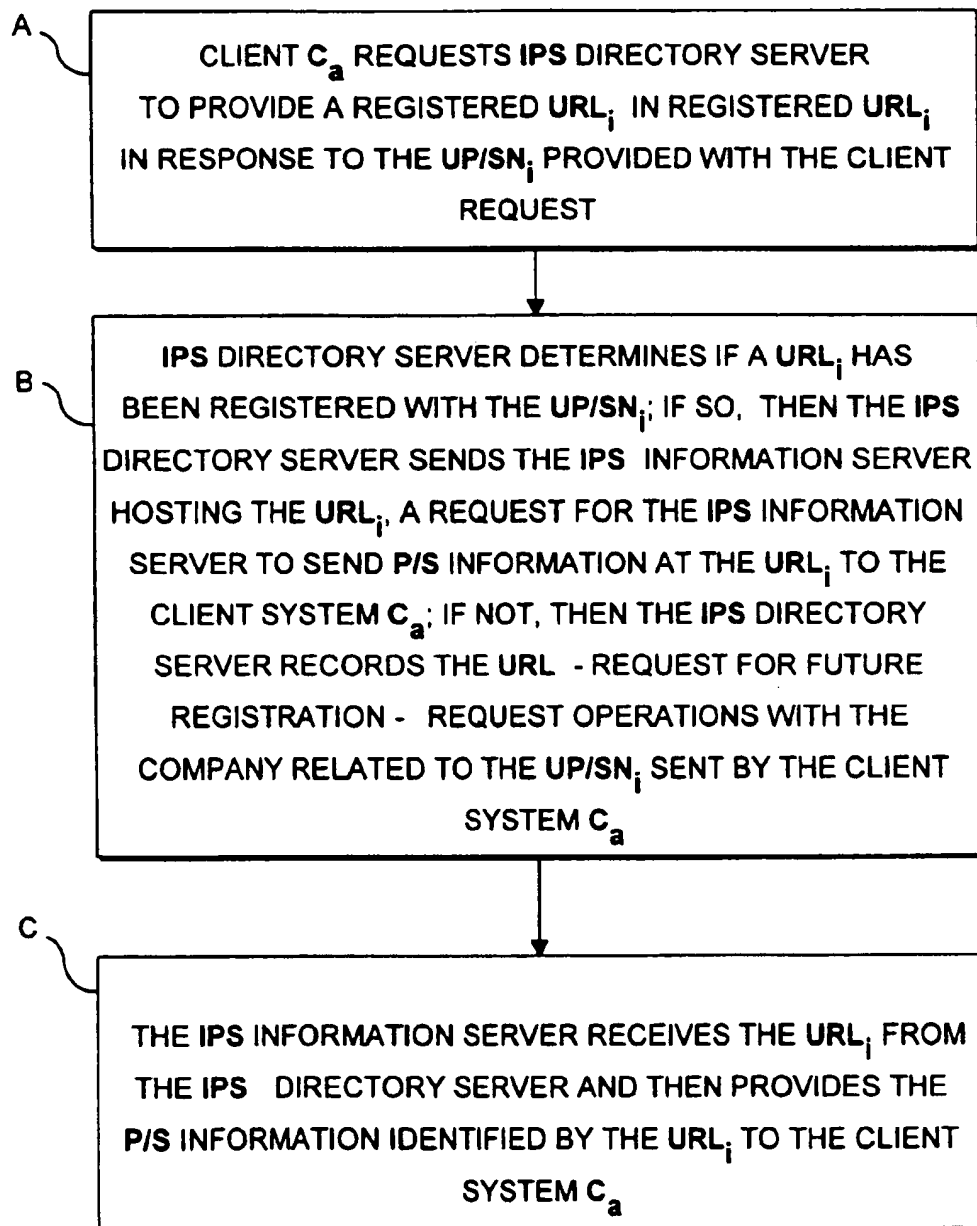 A
CLIENT Ca REQUESTS IPS DIRECTORY SERVER
TO PROVIDE A REGISTERED URLi IN REGISTERED URLi
IN RESPONSE TO THE UP/SNi PROVIDED WITH THE CLIENT
REQUEST
B
IPS DIRECTORY SERVER DETERMINES IF A URLi HAS
BEEN REGISTERED WITH THE UP/SNi; IF SO, THEN THE IPS
DIRECTORY SERVER SENDS THE IPS INFORMATION SERVER
HOSTING THE URLi, A REQUEST FOR THE IPS INFORMATION
SERVER TO SEND P/S INFORMATION AT THE URLi TO THE
CLIENT SYSTEM Ca; IF NOT, THEN THE IPS DIRECTORY
SERVER RECORDS THE URL - REQUEST FOR FUTURE
REGISTRATION - REQUEST OPERATIONS WITH THE
COMPANY RELATED TO THE UP/SNi SENT BY THE CLIENT
SYSTEM Ca
C
THE IPS INFORMATION SERVER RECEIVES THE URLi FROM
THE IPS DIRECTORY SERVER AND THEN PROVIDES THE
P/S INFORMATION IDENTIFIED BY THE URLi TO THE CLIENT
SYSTEM Ca